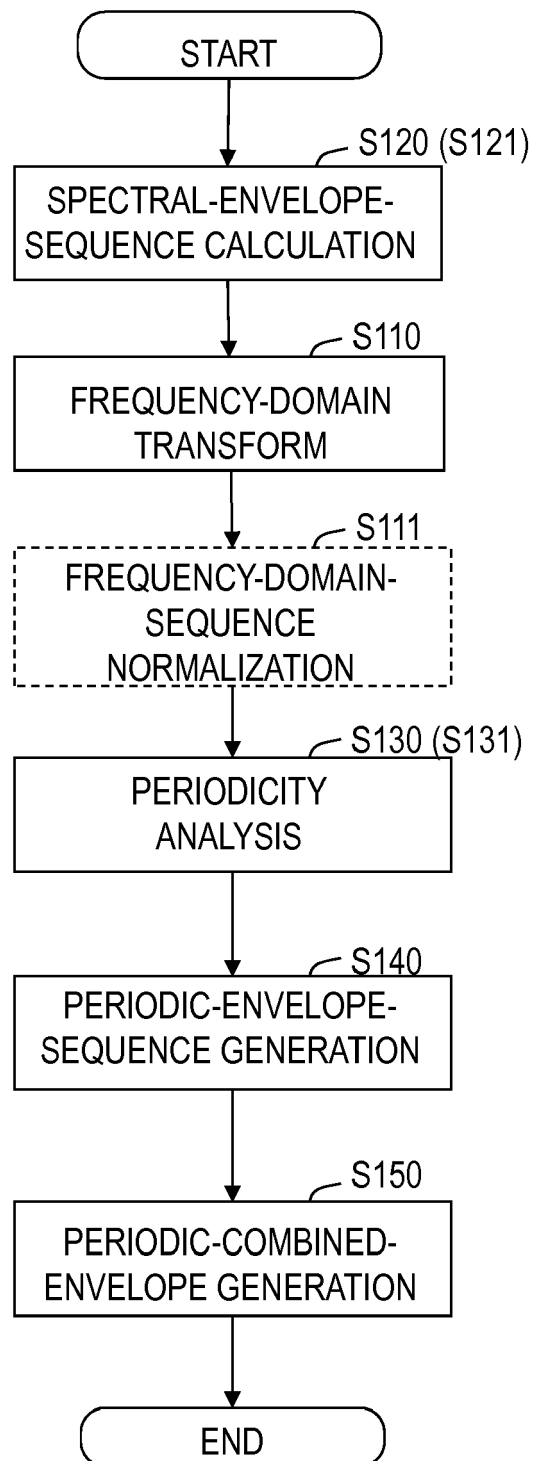 START
S120 (S121)
SPECTRAL-ENVELOPE-
SEQUENCE CALCULATION
S110
FREQUENCY-DOMAIN
TRANSFORM
S111
FREQUENCY-DOMAIN-
SEQUENCE
NORMALIZATION
S130 (S131)
PERIODICITY
ANALYSIS
S140
PERIODIC-ENVELOPE-
SEQUENCE GENERATION
S150
PERIODIC-COMBINED-
ENVELOPE GENERATION
END